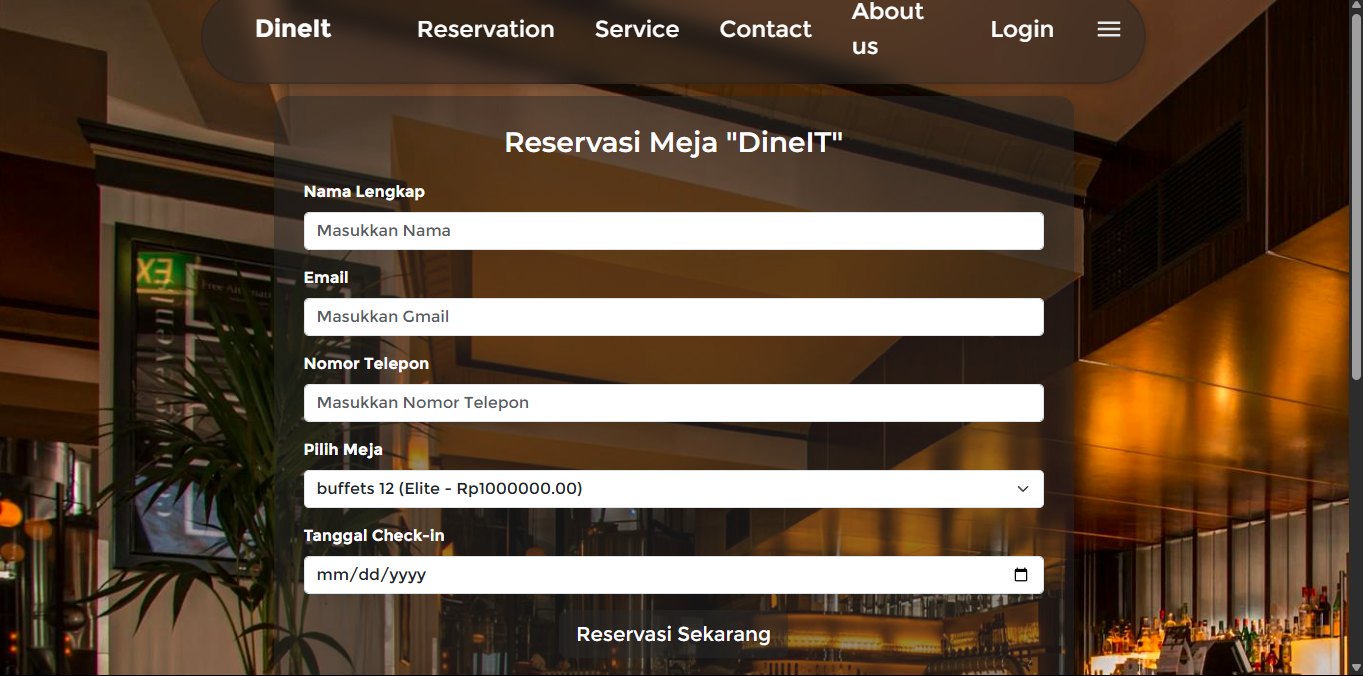 DineIt
Reservation
Service
Contact
About
us
Login
Reservasi Meja "DineIT"
Nama Lengkap
Masukkan Nama
Email
Masukkan Gmail
Nomor Telepon
Masukkan Nomor Telepon
Pilih Meja
buffets 12 (Elite - Rp1000000.00)
Tanggal Check-in
mm/dd/yyyy
Reservasi Sekarang